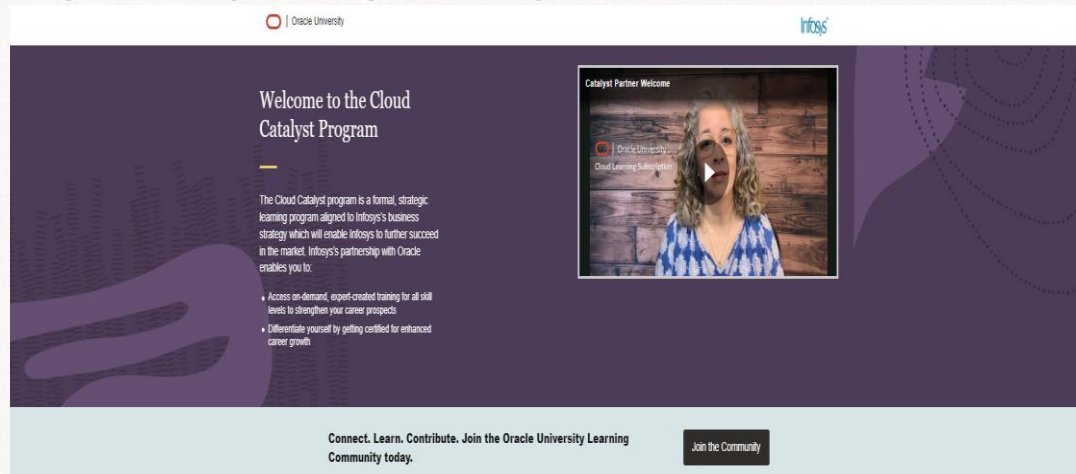 Oracle University
Infosys
Welcome to the Cloud
Catalyst Program
The Cloud Catalyst program is a formal, strategic
learning program aligned to Infosys's business
strategy which will enable Infosys to further succeed
in the market. Infosys's partnership with Oracle
enables you to:
• Access on-demand, expert-created training for all skill
levels to strengthen your career prospects
• Differentiate yourself by getting certified for enhanced
career growth
Catalyst Partner Welcome
Oracle University
Cloud Learning Subscription
Connect. Learn. Contribute. Join the Oracle University Learning
Community today.
Join the Community